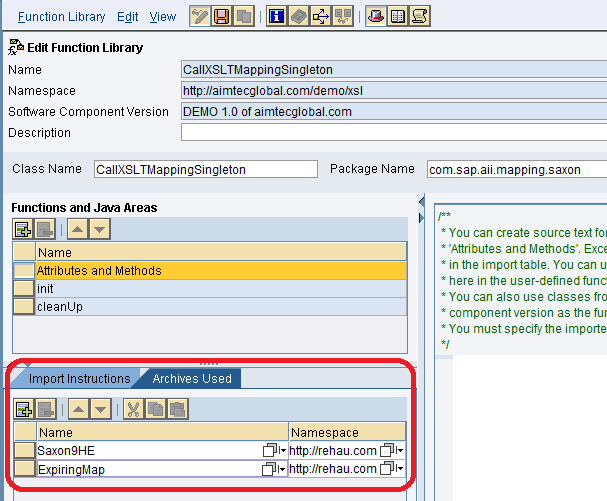 Function Library Edit View
Edit Function Library
Name CallXSLTMappingSingleton
Namespace http://aimtecglobal.com/demo/xsl
Software Component Version DEMO 1.0 of aimtecglobal.com
Description
Class Name CallXSLTMappingSingleton Package Name com.sap.aii.mapping.saxon
Functions and Java Areas
Name
Attributes and Methods
init
cleanUp
/**
* You can create source text for
* 'Attributes and Methods'. Exce
in the import table. You can u
here in the user-defined funct
* You can also use classes fro
component version as the fun
* You must specify the importe
*/
Import Instructions Archives Used
Name Namespace
Saxon9HE http://rehau.com
ExpiringMap http://rehau.com